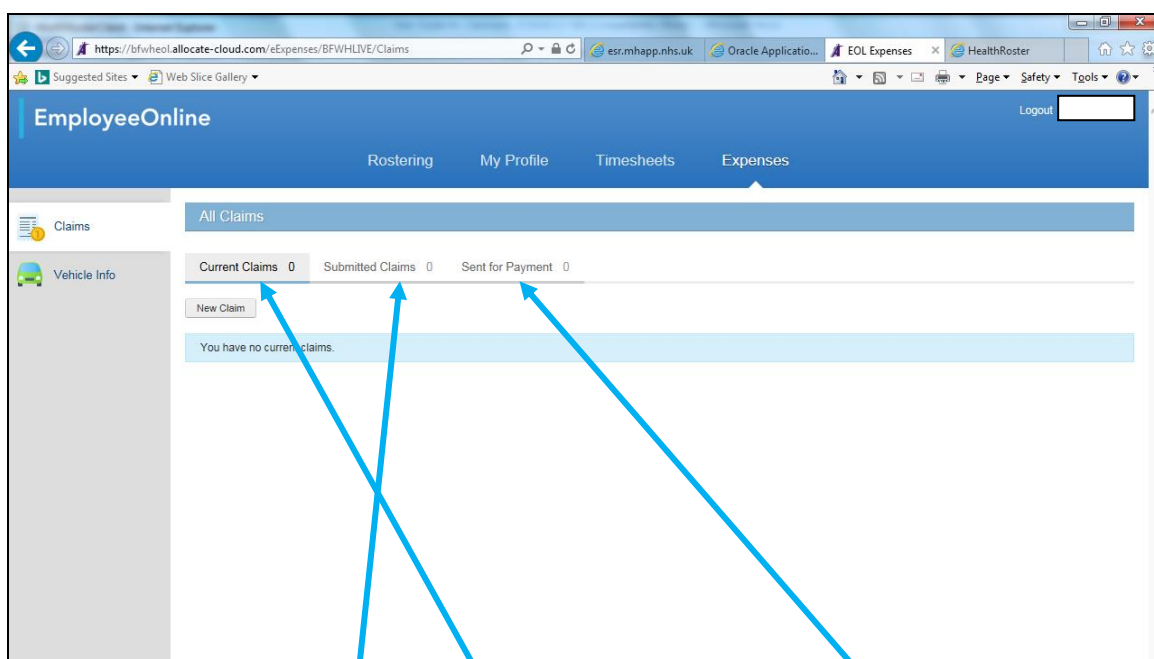 https://bfwheol.allocate-cloud.com/eExpenses/BFWHLIVE/Claims
esr.mhapp.nhs.uk
Oracle Applicatio...
EOL Expenses
HealthRoster
Suggested Sites
Web Slice Gallery
Page
Safety
Tools
EmployeeOnline
Logout
Rostering
My Profile
Timesheets
Expenses
Claims
Vehicle Info
All Claims
Current Claims 0
Submitted Claims 0
Sent for Payment 0
New Claim
You have no current claims.